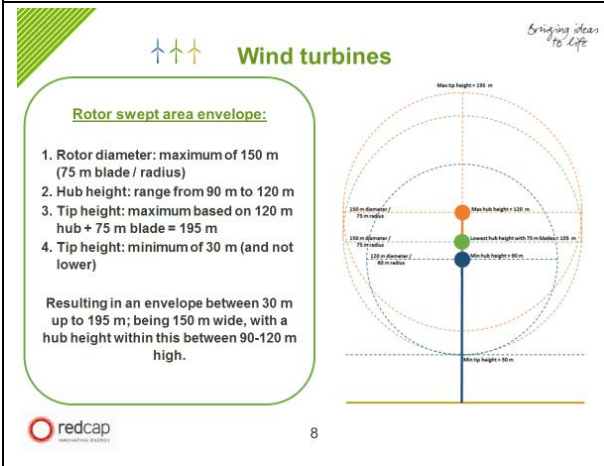 Bringing ideas
to life
Wind turbines
Rotor swept area envelope:
1. Rotor diameter: maximum of 150 m
(75 m blade / radius)
2. Hub height: range from 90 m to 120 m
3. Tip height: maximum based on 120 m
hub + 75 m blade = 195 m
4. Tip height: minimum of 30 m (and not
lower)
Resulting in an envelope between 30 m
up to 195 m; being 150 m wide, with a
hub height within this between 90-120 m
high.
Max tip height = 195 m
150 m diameter /
75 m radius
Max hub height = 120 m
150 m diameter /
75 m radius
Lowest hub height with 75 m blades = 105 m
120 m diameter /
60 m radius
Min hub height = 90 m
Min tip height = 30 m
redcap
INNOVATING ENERGY
8